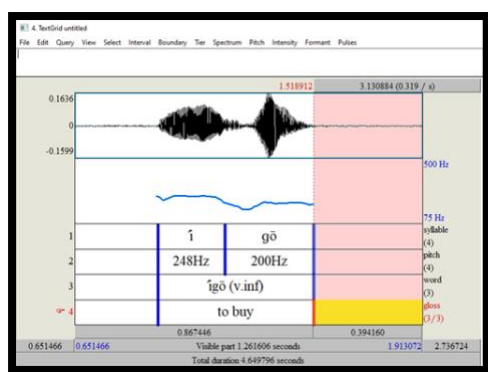 4. TextGrid untitled
File Edit Query View Select Interval Boundary Tier Spectrum Pitch Intensity Formant Pulses
1.518912 3.130884 (0.319 / s)
0.1636
0
-0.1599
500 Hz
75 Hz
1 ı̂ gō syllable (4)
2 248Hz 200Hz pitch (4)
3 ı̂gō (v.inf) word (3)
4 to buy gloss (3/3)
0.867446 0.394160
0.651466 0.651466 Visible part 1.261606 seconds 1.913072 2.736724
Total duration 4.649796 seconds